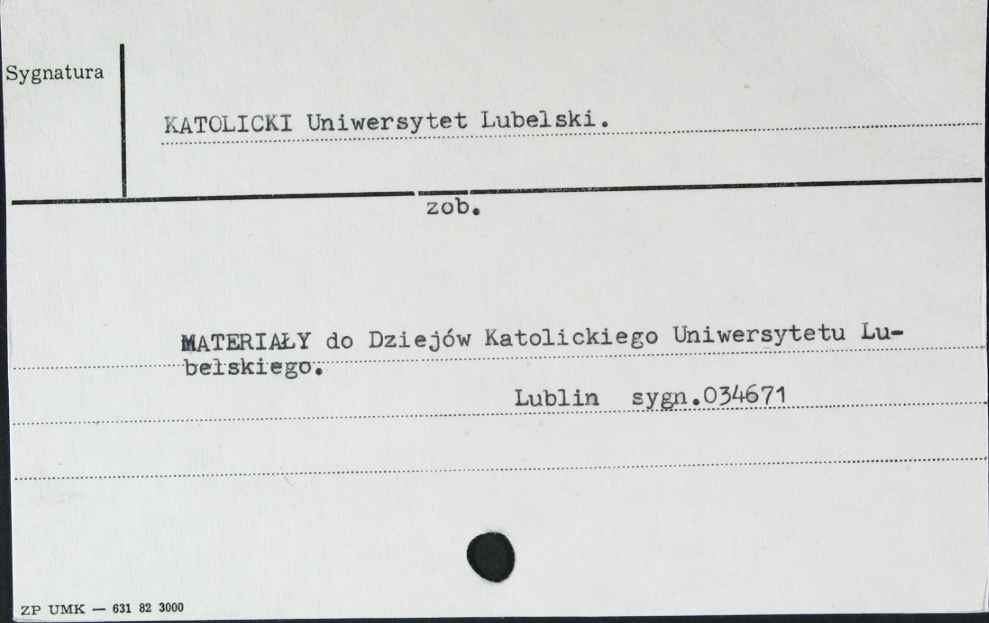 Sygnatura
KATOLICKI Uniwersytet Lubelski.
zob.
MATERIAŁY do Dziejów Katolickiego Uniwersytetu Lu-
belskiego.
Lublin sygn.034671
ZP UMK — 631 82 3000